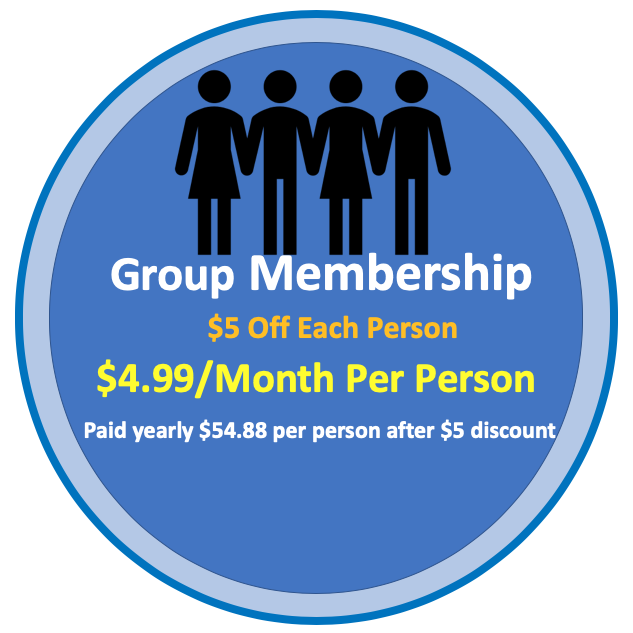 Group Membership
$5 Off Each Person
$4.99/Month Per Person
Paid yearly $54.88 per person after $5 discount